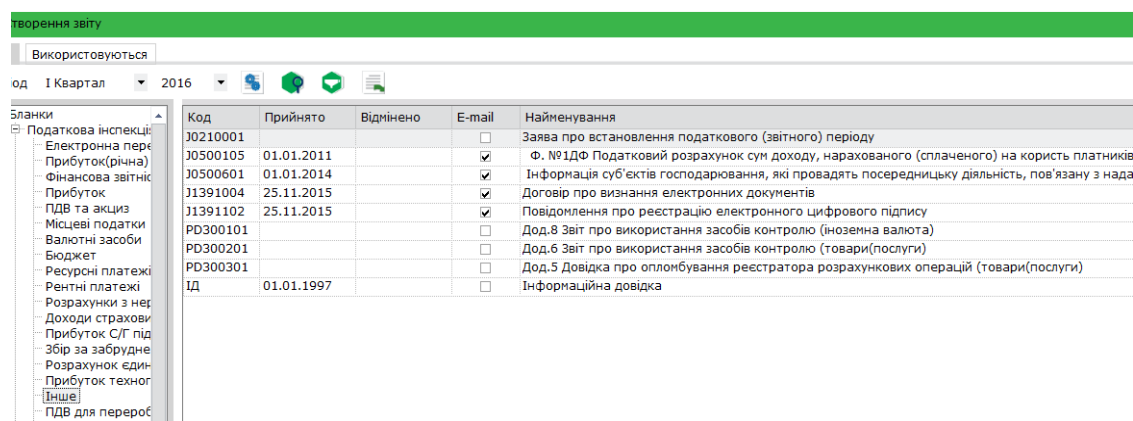 творення звіту
Використовуються
од I Квартал 2016
Бланки
Податкова інспекці
Електронна пере
Прибуток(річна)
Фінансова звітніс
Прибуток
ПДВ та акциз
Місцеві податки
Валютні засоби
Бюджет
Ресурсні платежі
Рентні платежі
Розрахунки з нер
Доходи страхови
Прибуток С/Г під
Збір за забрудне
Розрахунок єдин
Прибуток техног
Інше
ПДВ для перероб
Код Прийнято Відмінено E-mail Найменування
J0210001 Заява про встановлення податкового (звітного) періоду
J0500105 01.01.2011 Ф. №1ДФ Податковий розрахунок сум доходу, нарахованого (сплаченого) на користь платників
J0500601 01.01.2014 Інформація суб'єктів господарювання, які провадять посередницьку діяльність, пов'язану з нада
J1391004 25.11.2015 Договір про визнання електронних документів
J1391102 25.11.2015 Повідомлення про реєстрацію електронного цифрового підпису
PD300101 Дод.8 Звіт про використання засобів контролю (іноземна валюта)
PD300201 Дод.6 Звіт про використання засобів контролю (товари(послуги)
PD300301 Дод.5 Довідка про опломбування реєстратора розрахункових операцій (товари(послуги)
ІД 01.01.1997 Інформаційна довідка